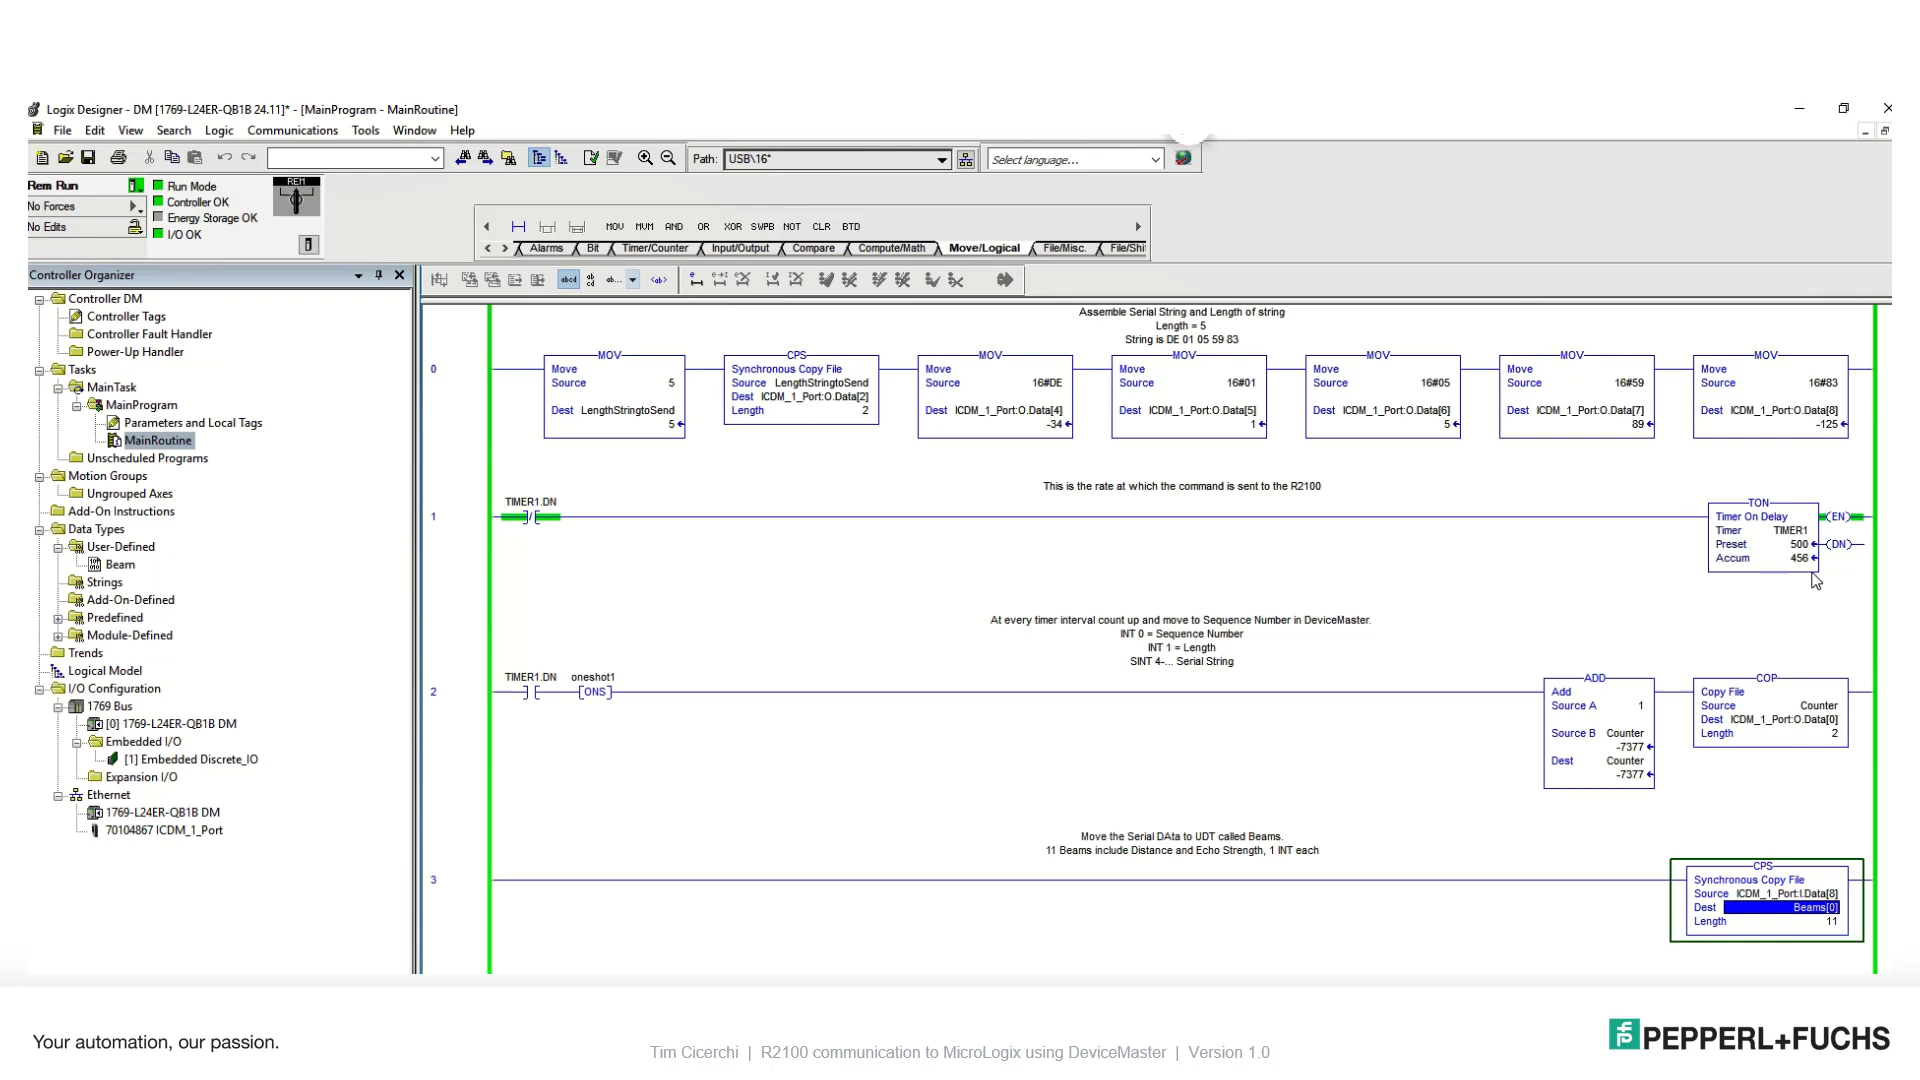 Logix Designer - DM [1769-L24ER-QB1B 24.11]* - [MainProgram - MainRoutine]
File Edit View Search Logic Communications Tools Window Help
Path: USB\16* Select language...
Rem Run Run Mode REM
No Forces Controller OK
No Edits Energy Storage OK
I/O OK
MOV MVM AND OR XOR SWPB NOT CLR BTD
Alarms Bit Timer/Counter Input/Output Compare Compute/Math Move/Logical File/Misc. File/Shi
Controller Organizer
Controller DM
Controller Tags
Controller Fault Handler
Power-Up Handler
Tasks
MainTask
MainProgram
Parameters and Local Tags
MainRoutine
Unscheduled Programs
Motion Groups
Ungrouped Axes
Add-On Instructions
Data Types
User-Defined
Beam
Strings
Add-On-Defined
Predefined
Module-Defined
Trends
Logical Model
I/O Configuration
1769 Bus
[0] 1769-L24ER-QB1B DM
Embedded I/O
[1] Embedded Discrete_IO
Expansion I/O
Ethernet
1769-L24ER-QB1B DM
70104867 ICDM_1_Port
Assemble Serial String and Length of string
Length = 5
String is DE 01 05 59 83
0
MOV
Move
Source 5
Dest LengthStringtoSend
5
CPS
Synchronous Copy File
Source LengthStringtoSend
Dest ICDM_1_Port:O.Data[2]
Length 2
MOV
Move
Source 16#DE
Dest ICDM_1_Port:O.Data[4]
-34
MOV
Move
Source 16#01
Dest ICDM_1_Port:O.Data[5]
1
MOV
Move
Source 16#05
Dest ICDM_1_Port:O.Data[6]
5
MOV
Move
Source 16#59
Dest ICDM_1_Port:O.Data[7]
89
MOV
Move
Source 16#83
Dest ICDM_1_Port:O.Data[8]
-125
This is the rate at which the command is sent to the R2100
1
TIMER1.DN
TON
Timer On Delay
Timer TIMER1
Preset 500
Accum 456
EN
DN
At every timer interval count up and move to Sequence Number in DeviceMaster.
INT 0 = Sequence Number
INT 1 = Length
SINT 4-... Serial String
2
TIMER1.DN oneshot1
ONS
ADD
Add
Source A 1
Source B Counter
-7377
Dest Counter
-7377
COP
Copy File
Source Counter
Dest ICDM_1_Port:O.Data[0]
Length 2
Move the Serial DAta to UDT called Beams.
11 Beams include Distance and Echo Strength, 1 INT each
3
CPS
Synchronous Copy File
Source ICDM_1_Port:I.Data[8]
Dest Beams[0]
Length 11
Your automation, our passion.
Tim Cicerchi | R2100 communication to MicroLogix using DeviceMaster | Version 1.0
PEPPERL+FUCHS